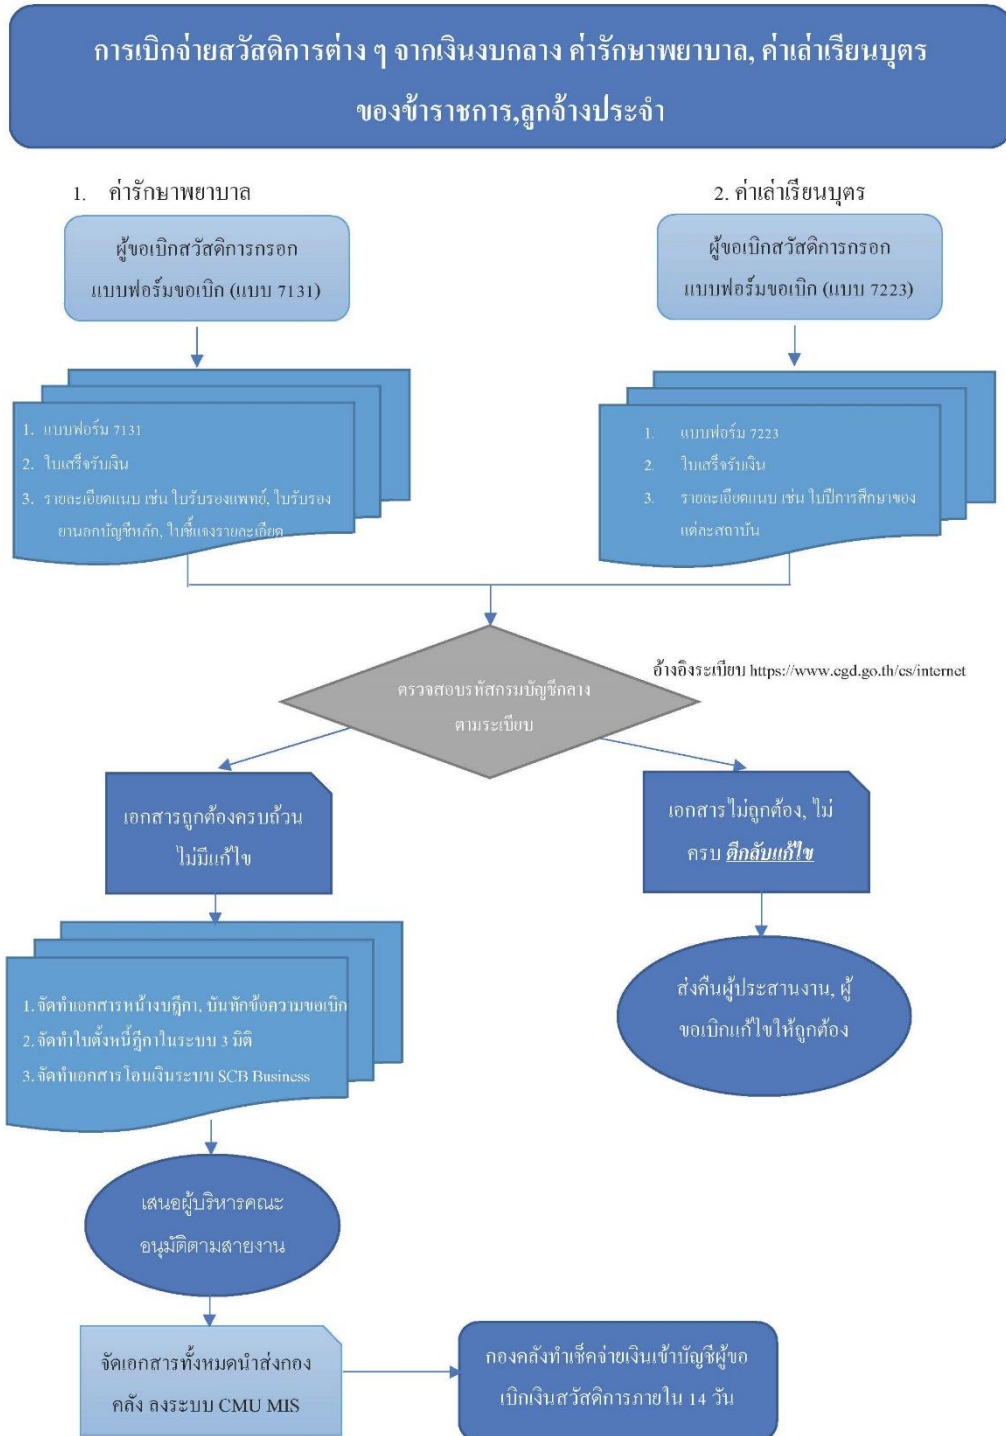 การเบิกจ่ายสวัสดิการต่าง ๆ จากเงินงบกลาง ค่ารักษาพยาบาล, ค่าเล่าเรียนบุตร
ของข้าราชการ,ลูกจ้างประจำ
1. ค่ารักษาพยาบาล
ผู้ขอเบิกสวัสดิการกรอก
แบบฟอร์มขอเบิก (แบบ 7131)
1. แบบฟอร์ม 7131
2. ใบเสร็จรับเงิน
3. รายละเอียดแนบ เช่น ใบรับรองแพทย์, ใบรับรอง
ยานอกบัญชีหลัก, ใบชี้แจงรายละเอียด
2. ค่าเล่าเรียนบุตร
ผู้ขอเบิกสวัสดิการกรอก
แบบฟอร์มขอเบิก (แบบ 7223)
1. แบบฟอร์ม 7223
2. ใบเสร็จรับเงิน
3. รายละเอียดแนบ เช่น ใบปีการศึกษาของ
แต่ละสถาบัน
ตรวจสอบรหัสกรมบัญชีกลาง
ตามระเบียบ
อ้างอิงระเบียบ https://www.cgd.go.th/cs/internet
เอกสารถูกต้องครบถ้วน
ไม่มีแก้ไข
เอกสารไม่ถูกต้อง, ไม่
ครบ ตีกลับแก้ไข
ส่งคืนผู้ประสานงาน, ผู้
ขอเบิกแก้ไขให้ถูกต้อง
1. จัดทำเอกสารหน้างบฎีกา, บันทึกข้อความขอเบิก
2. จัดทำใบตั้งหนี้ฎีกาในระบบ 3 มิติ
3. จัดทำเอกสารโอนเงินระบบ SCB Business
เสนอผู้บริหารคณะ
อนุมัติตามสายงาน
จัดเอกสารทั้งหมดนำส่งกอง
คลัง ลงระบบ CMU MIS
กองคลังทำเช็คจ่ายเงินเข้าบัญชีผู้ขอ
เบิกเงินสวัสดิการภายใน 14 วัน